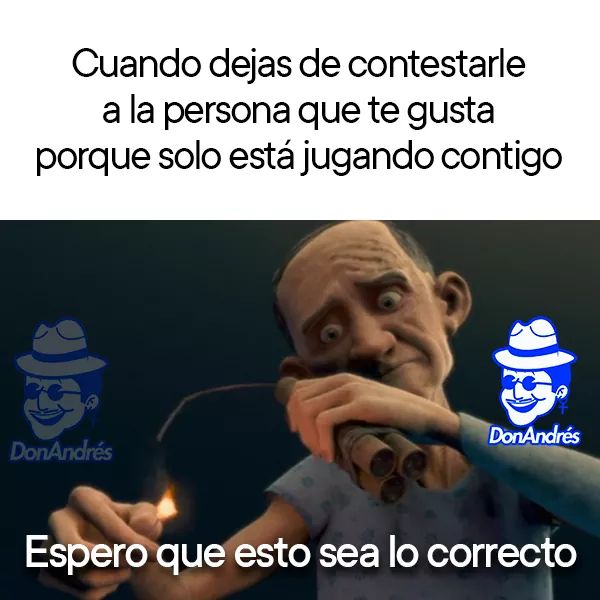 Cuando dejas de contestarle
a la persona que te gusta
porque solo está jugando contigo
DonAndrés
DonAndrés
Espero que esto sea lo correcto